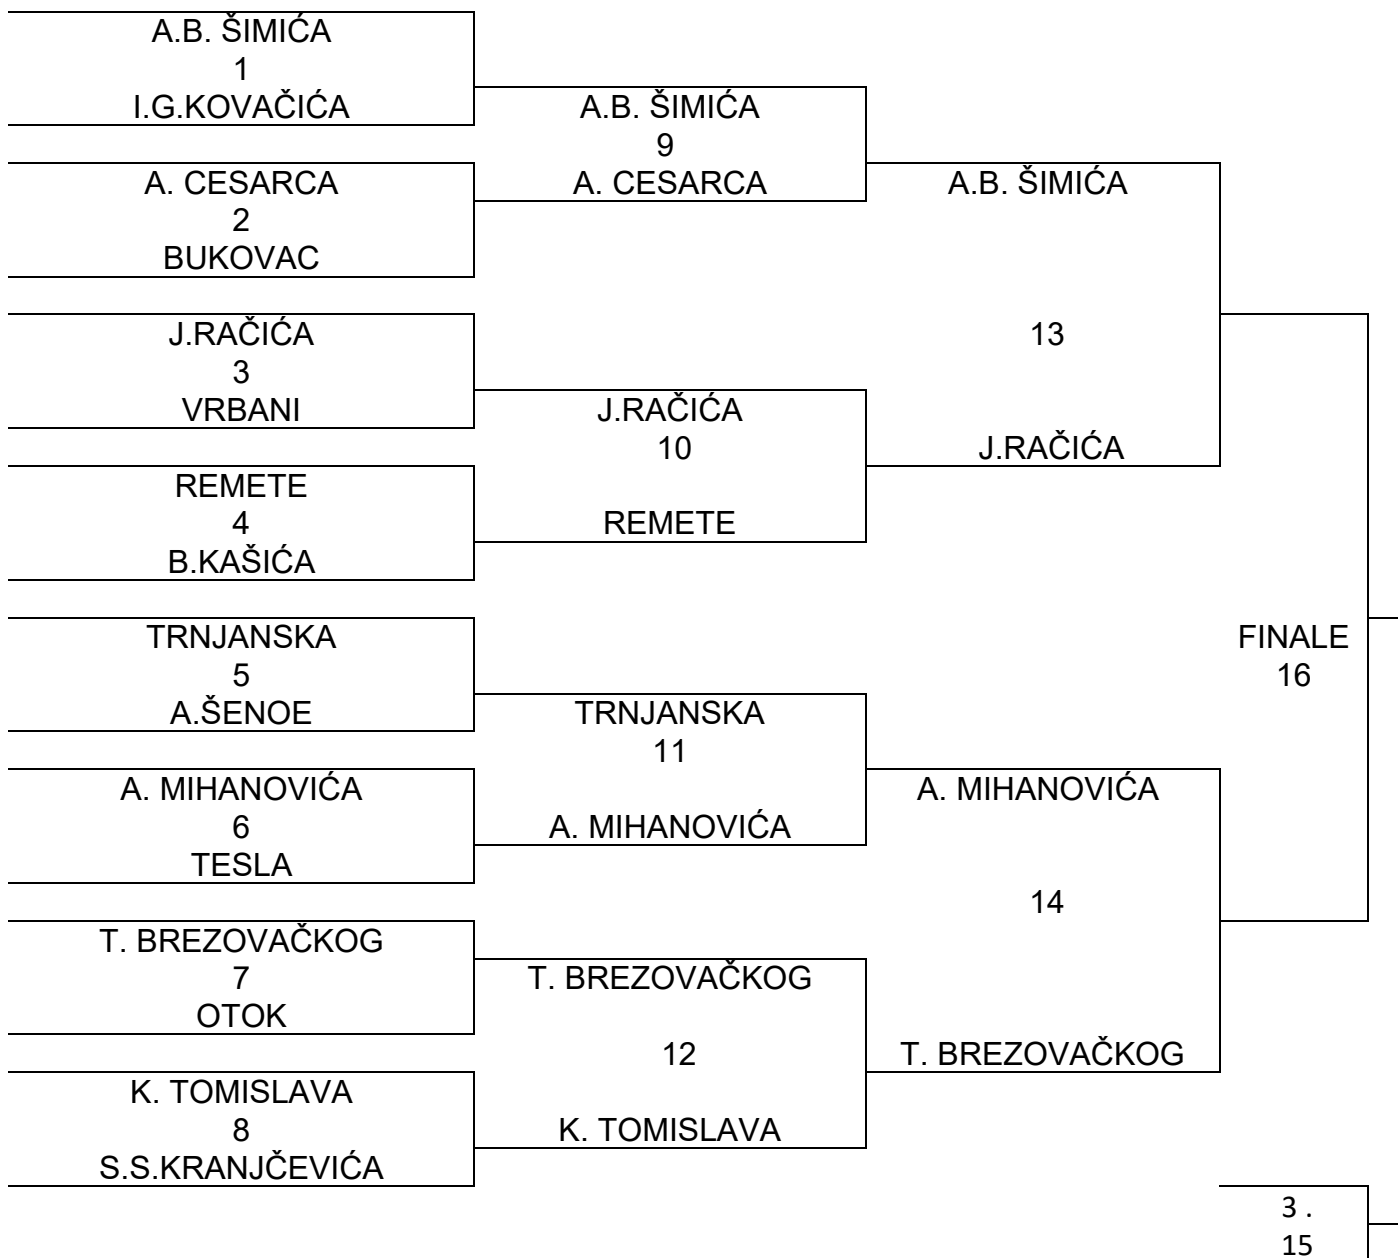 A.B. ŠIMIĆA
1
I.G.KOVAČIĆA
A. CESARCA
2
BUKOVAC
J.RAČIĆA
3
VRBANI
REMETE
4
B.KAŠIĆA
TRNJANSKA
5
A.ŠENOE
A. MIHANOVIĆA
6
TESLA
T. BREZOVAČKOG
7
OTOK
K. TOMISLAVA
8
S.S.KRANJČEVIĆA
A.B. ŠIMIĆA
9
A. CESARCA
J.RAČIĆA
10
REMETE
TRNJANSKA
11
A. MIHANOVIĆA
T. BREZOVAČKOG
12
K. TOMISLAVA
A.B. ŠIMIĆA
13
J.RAČIĆA
A. MIHANOVIĆA
14
T. BREZOVAČKOG
FINALE
16
3 .
15